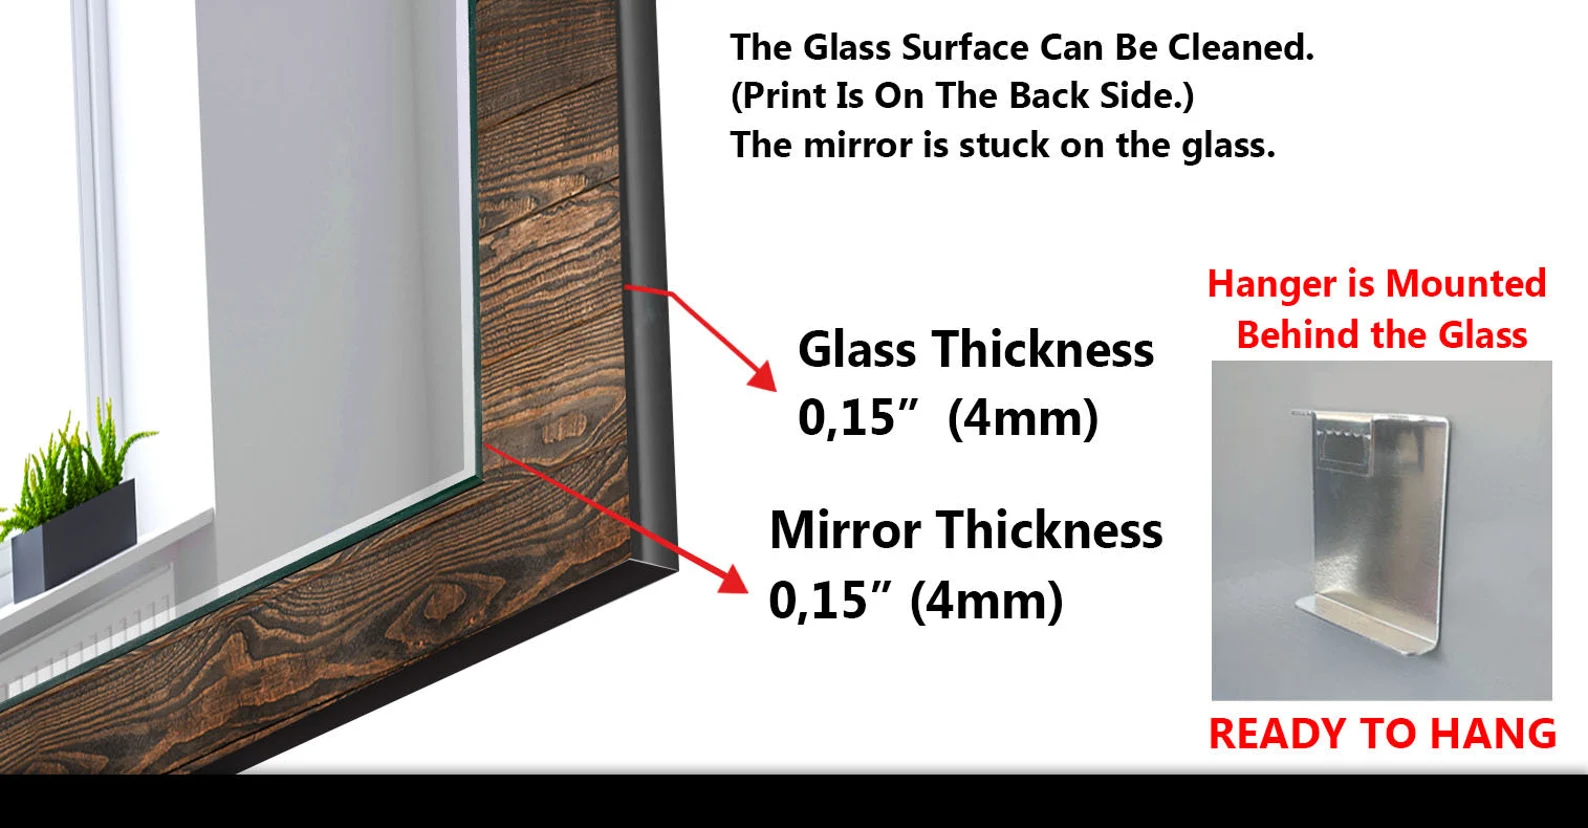 The Glass Surface Can Be Cleaned.
(Print Is On The Back Side.)
The mirror is stuck on the glass.
Glass Thickness
0,15” (4mm)
Mirror Thickness
0,15” (4mm)
Hanger is Mounted
Behind the Glass
READY TO HANG